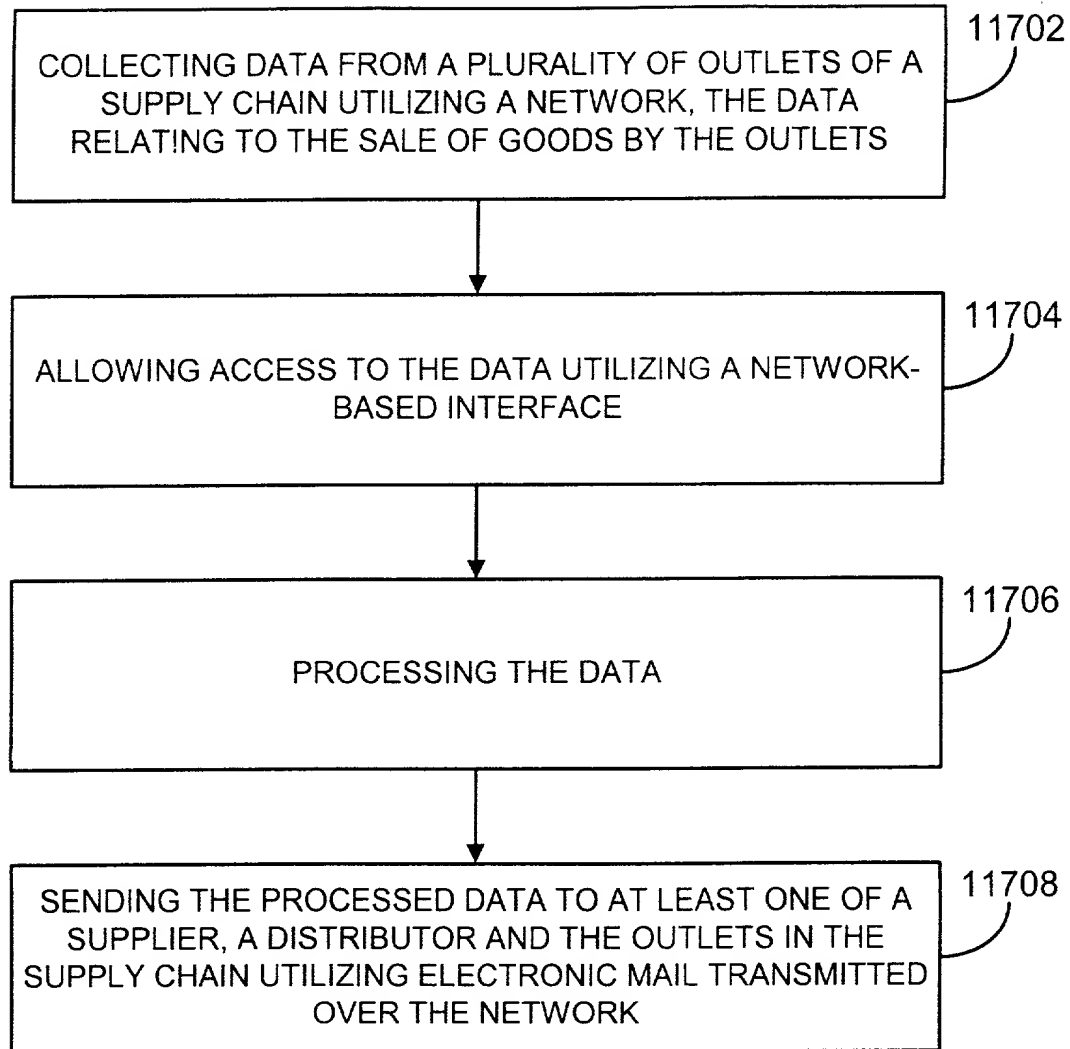 11702
COLLECTING DATA FROM A PLURALITY OF OUTLETS OF A
SUPPLY CHAIN UTILIZING A NETWORK, THE DATA
RELATING TO THE SALE OF GOODS BY THE OUTLETS
11704
ALLOWING ACCESS TO THE DATA UTILIZING A NETWORK-
BASED INTERFACE
11706
PROCESSING THE DATA
11708
SENDING THE PROCESSED DATA TO AT LEAST ONE OF A
SUPPLIER, A DISTRIBUTOR AND THE OUTLETS IN THE
SUPPLY CHAIN UTILIZING ELECTRONIC MAIL TRANSMITTED
OVER THE NETWORK